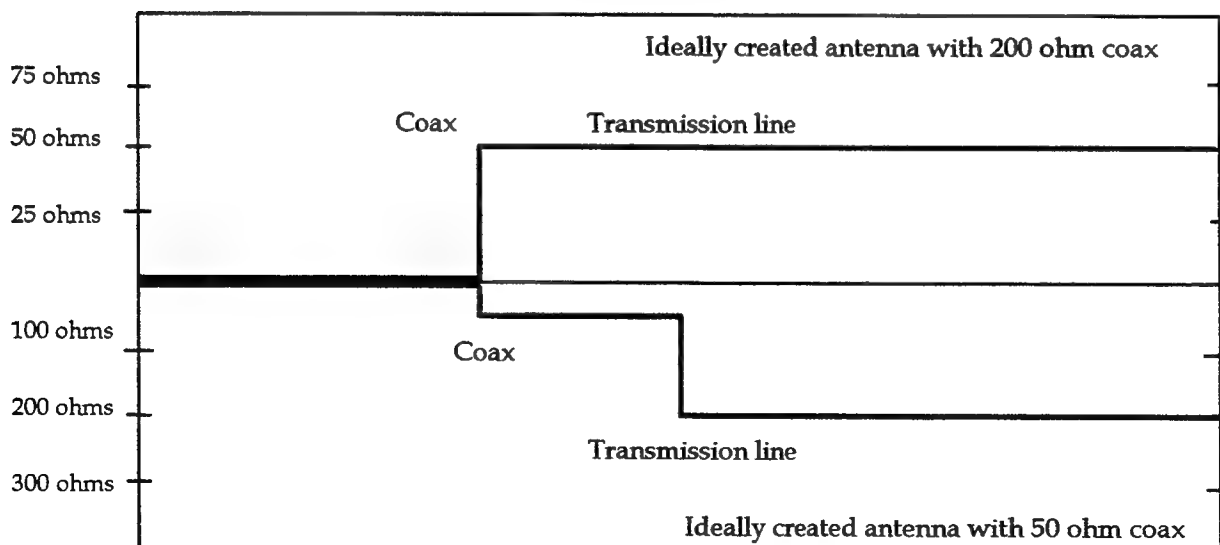 Ideally created antenna with 200 ohm coax
75 ohms
Coax
Transmission line
50 ohms
25 ohms
100 ohms
Coax
200 ohms
Transmission line
300 ohms
Ideally created antenna with 50 ohm coax